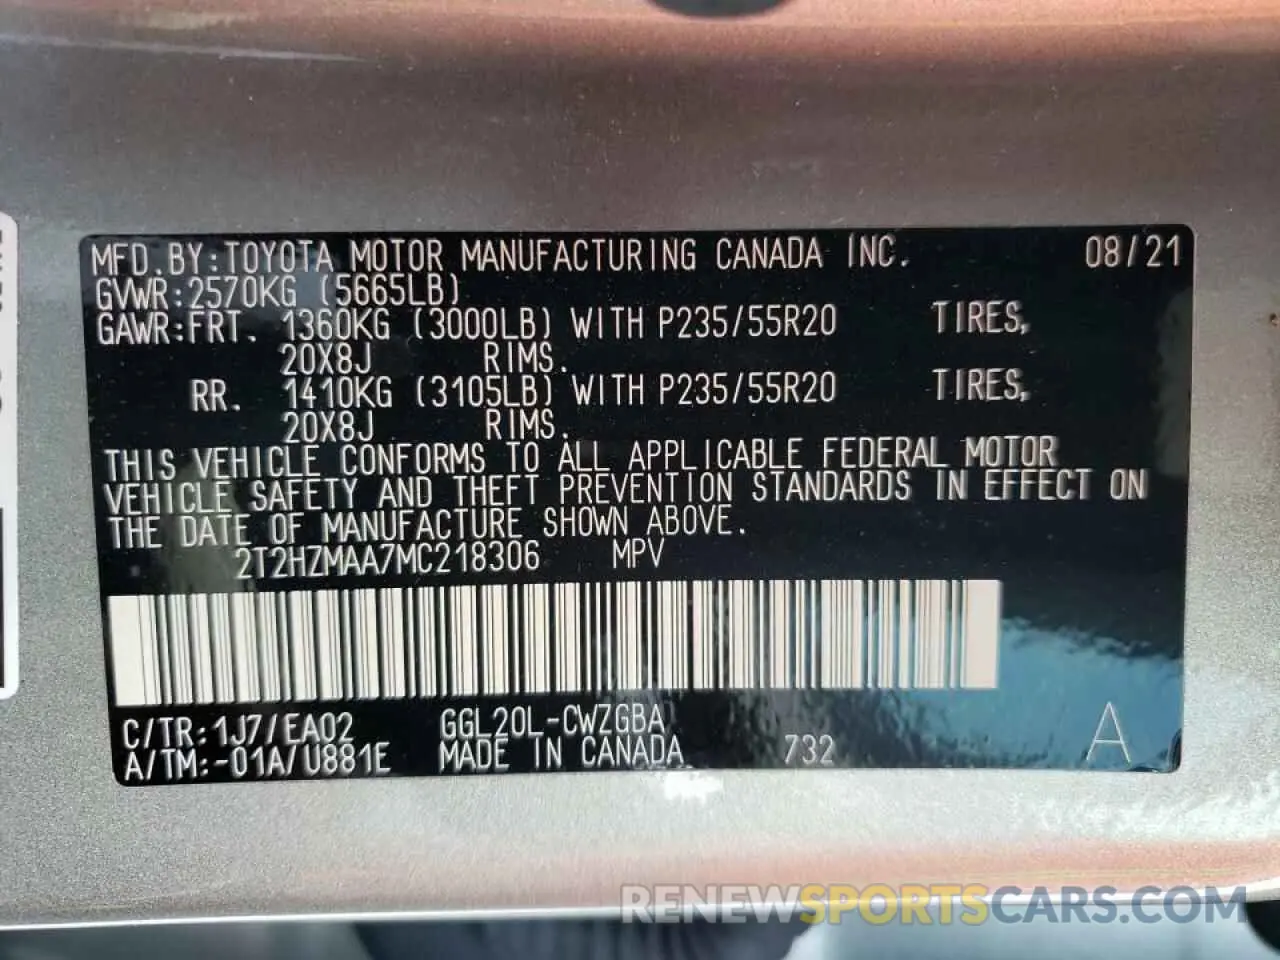 MFD.BY:TOYOTA MOTOR MANUFACTURING CANADA INC. 08/21
GVWR:2570KG (5665LB)
GAWR:FRT. 1360KG (3000LB) WITH P235/55R20 TIRES,
20X8J RIMS.
RR. 1410KG (3105LB) WITH P235/55R20 TIRES,
20X8J RIMS.
THIS VEHICLE CONFORMS TO ALL APPLICABLE FEDERAL MOTOR
VEHICLE SAFETY AND THEFT PREVENTION STANDARDS IN EFFECT ON
THE DATE OF MANUFACTURE SHOWN ABOVE.
2T2HZMAA7MC218306 MPV
C/TR:1J7/EA02 GGL20L-CWZGBA
A/TM:-01A/U881E MADE IN CANADA 732 A
RENEWSPORTSCARS.COM